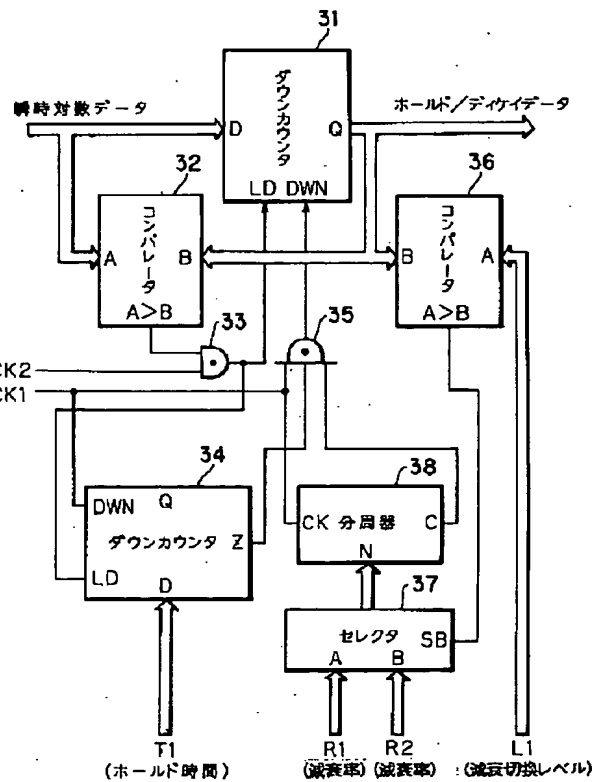 31
瞬時対数データ
D
ダウンカウンタ
Q
ホールド/ディケイデータ
LD DWN
32
A
コンパレータ
B
A>B
36
B
コンパレータ
A
A>B
33
35
CK2
CK1
34
DWN
Q
ダウンカウンタ
Z
LD
D
38
CK 分周器 C
N
37
セレクタ SB
A
B
T1
(ホールド時間)
R1
(減衰率)
R2
(減衰率)
L1
(減衰切換レベル)